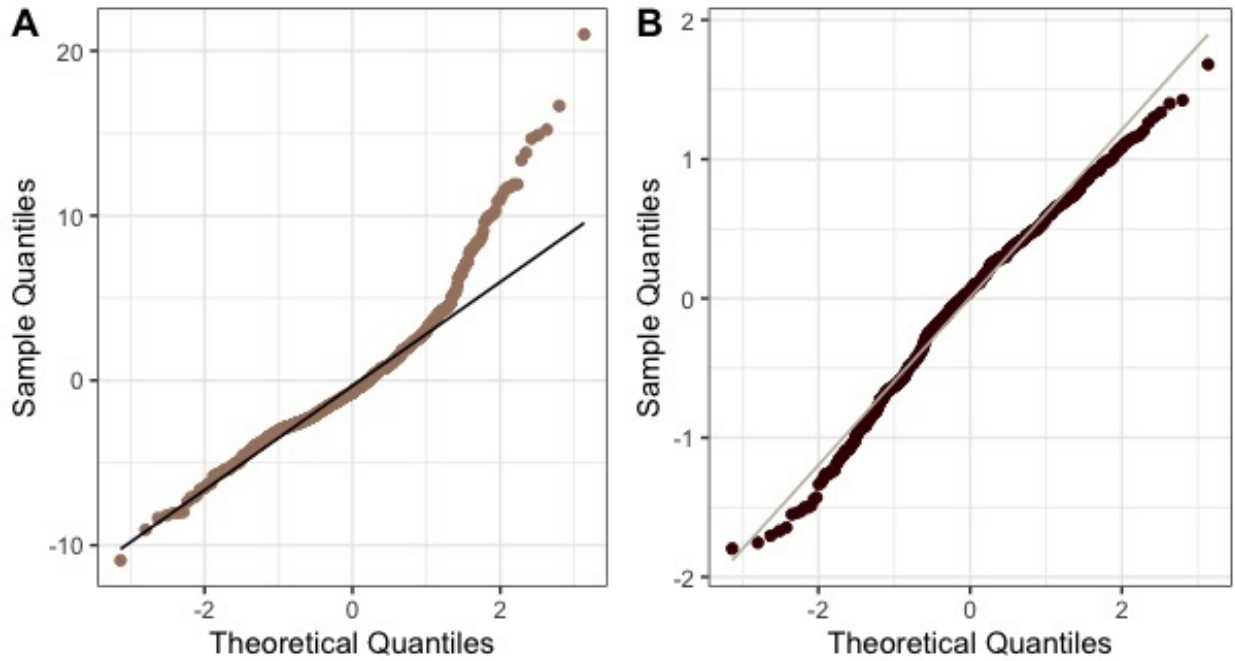 A
20
10
0
-10
Sample Quantiles
-2 0 2
Theoretical Quantiles
B
2
1
0
-1
-2
Sample Quantiles
-2 0 2
Theoretical Quantiles